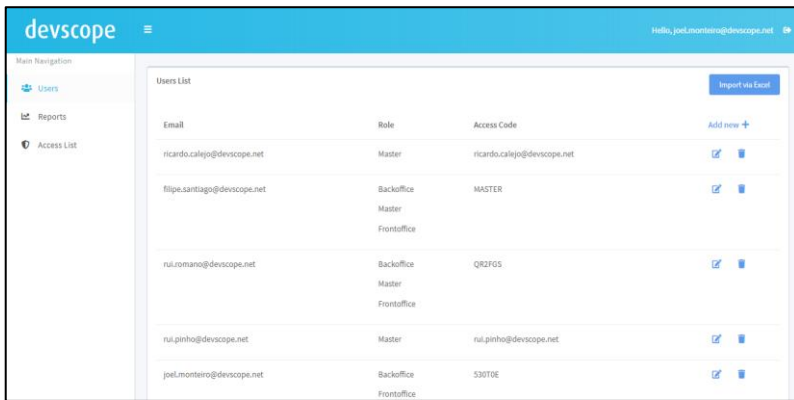 devscope
Hello, joel.monteiro@devscope.net
Main Navigation
Users
Reports
Access List
Users List
Import via Excel
Email Role Access Code Add new +
ricardo.calejo@devscope.net Master ricardo.calejo@devscope.net
filipe.santiago@devscope.net Backoffice MASTER
Master
Frontoffice
rui.romano@devscope.net Backoffice QR2FGS
Master
Frontoffice
rui.pinho@devscope.net Master rui.pinho@devscope.net
joel.monteiro@devscope.net Backoffice 530T0E
Frontoffice